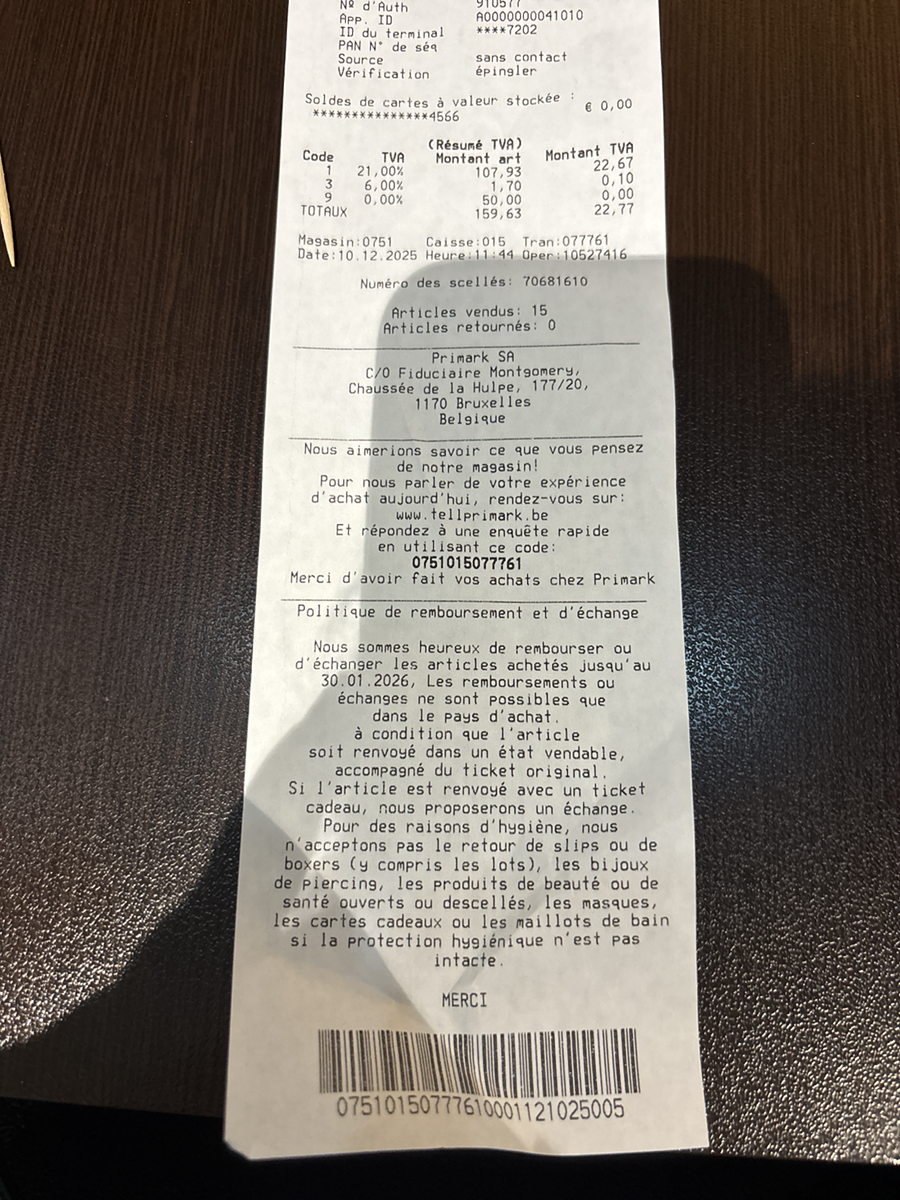 Nº d'Auth 910577
App. ID A0000000041010
ID du terminal ****7202
PAN N° de séq
Source sans contact
Vérification épingler
Soldes de cartes à valeur stockée : € 0,00
***************4566
(Résumé TVA)
Code TVA Montant art Montant TVA
1 21,00% 107,93 22,67
3 6,00% 1,70 0,10
9 0,00% 50,00 0,00
TOTAUX 159,63 22,77
Magasin:0751 Caisse:015 Tran:077761
Date:10.12.2025 Heure:11:44 Oper:10527416
Numéro des scellés: 70681610
Articles vendus: 15
Articles retournés: 0
Primark SA
C/O Fiduciaire Montgomery,
Chaussée de la Hulpe, 177/20,
1170 Bruxelles
Belgique
Nous aimerions savoir ce que vous pensez
de notre magasin!
Pour nous parler de votre expérience
d'achat aujourd'hui, rendez-vous sur:
www.tellprimark.be
Et répondez à une enquête rapide
en utilisant ce code:
0751015077761
Merci d'avoir fait vos achats chez Primark
Politique de remboursement et d'échange
Nous sommes heureux de rembourser ou
d'échanger les articles achetés jusqu'au
30.01.2026, Les remboursements ou
échanges ne sont possibles que
dans le pays d'achat.
à condition que l'article
soit renvoyé dans un état vendable,
accompagné du ticket original.
Si l'article est renvoyé avec un ticket
cadeau, nous proposerons un échange.
Pour des raisons d'hygiène, nous
n'acceptons pas le retour de slips ou de
boxers (y compris les lots), les bijoux
de piercing, les produits de beauté ou de
santé ouverts ou descellés, les masques,
les cartes cadeaux ou les maillots de bain
si la protection hygiénique n'est pas
intacte.
MERCI
07510150777610001121025005